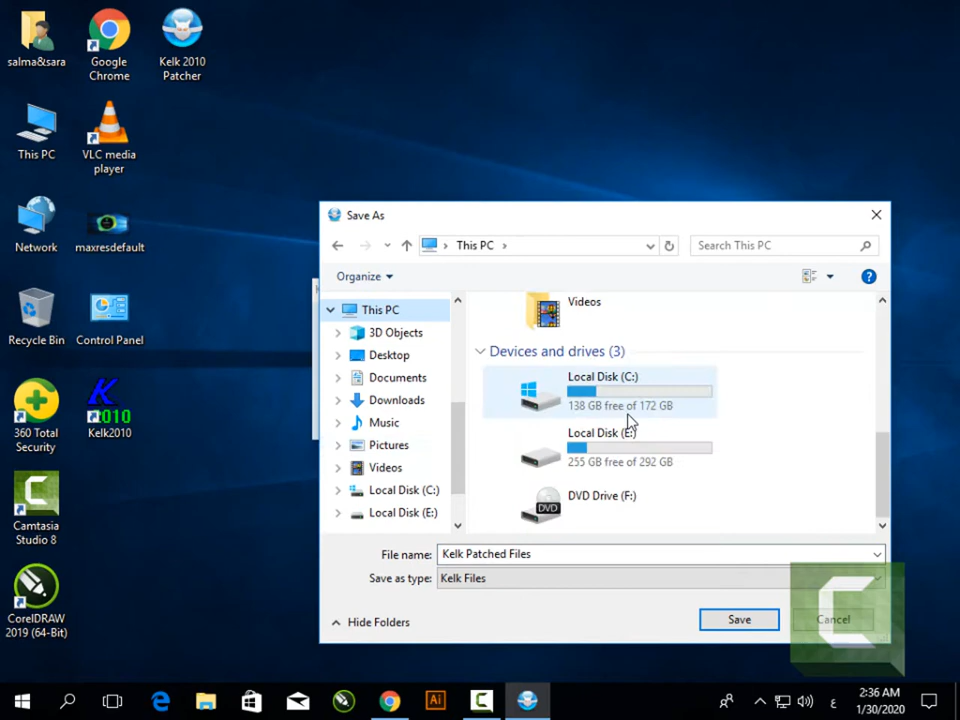 salma&sara
Google
Chrome
Kelk 2010
Patcher
This PC
VLC media
player
Network
maxresdefault
Recycle Bin
Control Panel
360 Total
Security
K
2010
Kelk2010
Camtasia
Studio 8
CorelDRAW
2019 (64-Bit)
Save As
This PC
Search This PC
Organize
This PC
3D Objects
Desktop
Documents
Downloads
Music
Pictures
Videos
Local Disk (C:)
Local Disk (E:)
Videos
Devices and drives (3)
Local Disk (C:)
138 GB free of 172 GB
Local Disk (E:)
255 GB free of 292 GB
DVD
DVD Drive (F:)
File name:
Kelk Patched Files
Save as type:
Kelk Files
Hide Folders
Save
Cancel
Ai
ع
2:36 AM
1/30/2020